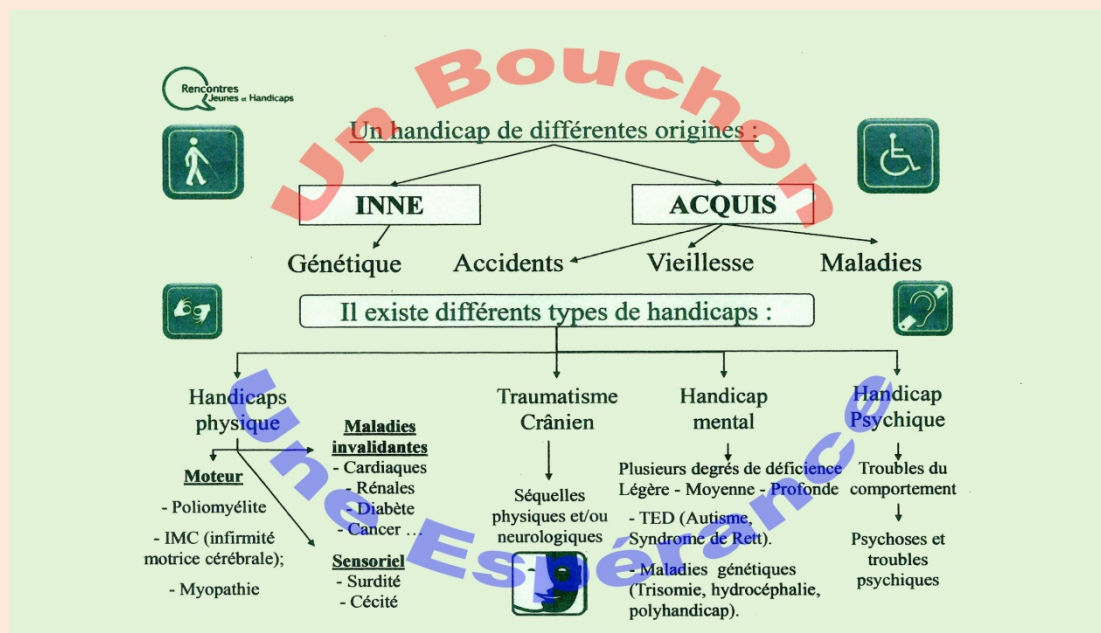 Rencontres
Jeunes et Handicaps
Un Bouchon
Un handicap de différentes origines :
INNE
ACQUIS
Génétique
Accidents
Vieillesse
Maladies
Il existe différents types de handicaps :
Handicaps
physique
Moteur
- Poliomyélite
- IMC (infirmité
motrice cérébrale);
- Myopathie
Maladies
invalidantes
- Cardiaques
- Rénales
- Diabète
- Cancer ...
Sensoriel
- Surdité
- Cécité
Traumatisme
Crânien
Séquelles
physiques et/ou
neurologiques
Handicap
mental
Plusieurs degrés de déficience
Légère - Moyenne - Profonde
- TED (Autisme,
Syndrome de Rett).
- Maladies génétiques
(Trisomie, hydrocéphalie,
polyhandicap).
Handicap
Psychique
Troubles du
comportement
Psychoses et
troubles
psychiques
Une Espérance